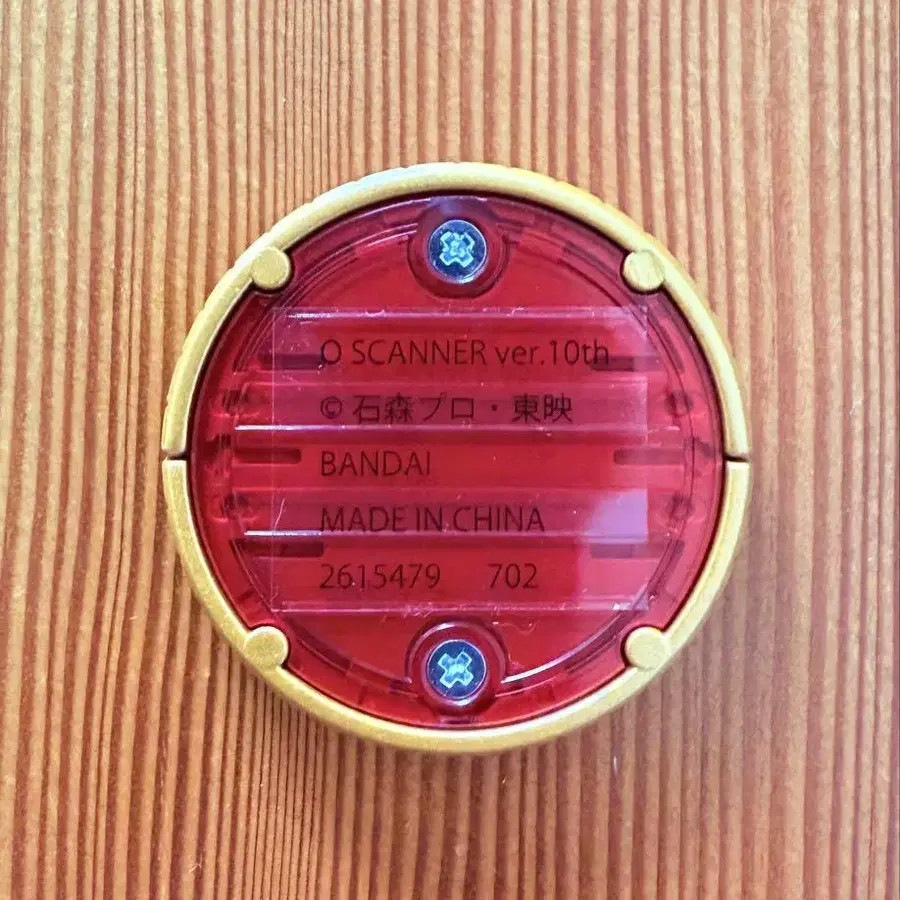 O SCANNER ver.10th
© 石森プロ・東映
BANDAI
MADE IN CHINA
2615479 702